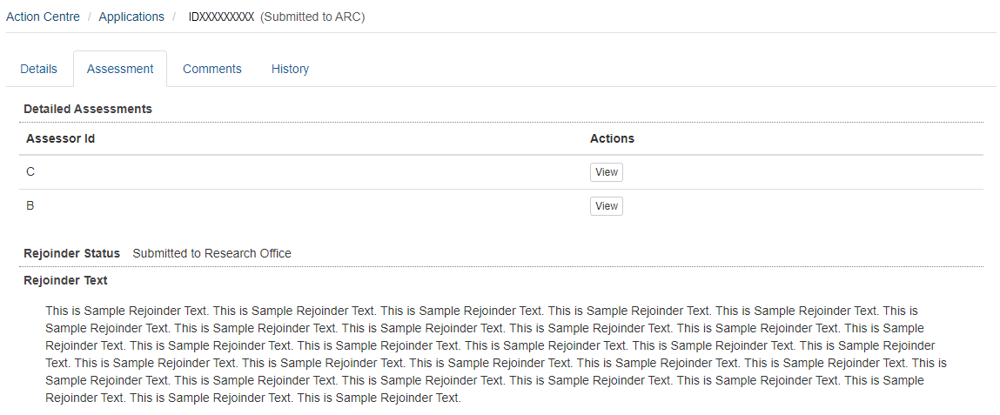 Action Centre / Applications / IDXXXXXXXXX (Submitted to ARC)
Details Assessment Comments History
Detailed Assessments
Assessor Id Actions
C View
B View
Rejoinder Status Submitted to Research Office
Rejoinder Text
This is Sample Rejoinder Text. This is Sample Rejoinder Text. This is Sample Rejoinder Text. This is Sample Rejoinder Text. This is Sample Rejoinder Text. This is
Sample Rejoinder Text. This is Sample Rejoinder Text. This is Sample Rejoinder Text. This is Sample Rejoinder Text. This is Sample Rejoinder Text. This is Sample
Rejoinder Text. This is Sample Rejoinder Text. This is Sample Rejoinder Text. This is Sample Rejoinder Text. This is Sample Rejoinder Text. This is Sample Rejoinder
Text. This is Sample Rejoinder Text. This is Sample Rejoinder Text. This is Sample Rejoinder Text. This is Sample Rejoinder Text. This is Sample Rejoinder Text. This is
Sample Rejoinder Text. This is Sample Rejoinder Text. This is Sample Rejoinder Text. This is Sample Rejoinder Text. This is Sample Rejoinder Text. This is Sample
Rejoinder Text. This is Sample Rejoinder Text. This is Sample Rejoinder Text.